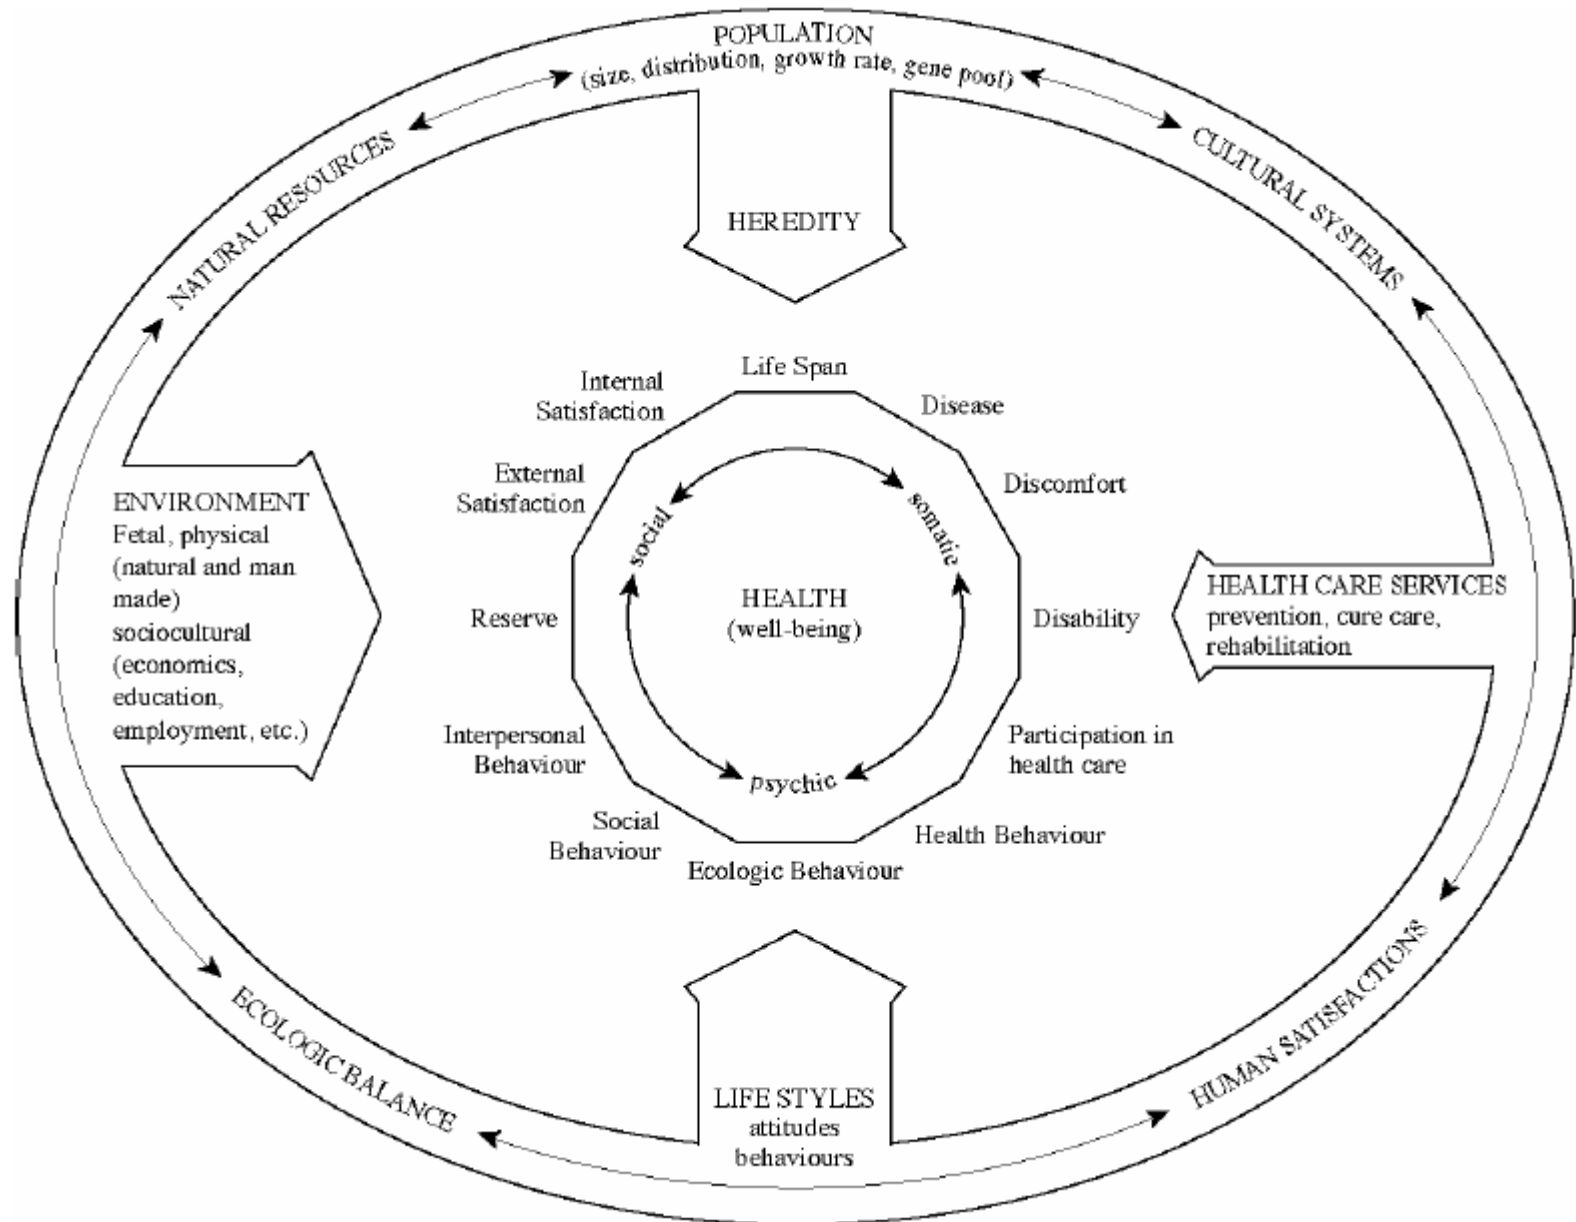 POPULATION
(size, distribution, growth rate, gene pool)
NATURAL RESOURCES
CULTURAL SYSTEMS
HEREDITY
Life Span
Internal
Satisfaction
Disease
External
Satisfaction
Discomfort
social
somatic
ENVIRONMENT
Fetal, physical
(natural and man
made)
sociocultural
(economics,
education,
employment, etc.)
Reserve
HEALTH
(well-being)
Disability
HEALTH CARE SERVICES
prevention, cure care,
rehabilitation
Interpersonal
Behaviour
psychic
Participation in
health care
Social
Behaviour
Health Behaviour
Ecologic Behaviour
ECOLOGIC BALANCE
HUMAN SATISFACTIONS
LIFE STYLES
attitudes
behaviours